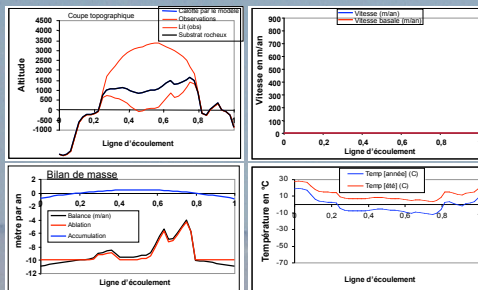 Coupe topographique
Calotte par le modèle
Observations
Lit (obs)
Substrat rocheux
Altitude
5000
4500
4000
3500
3000
2500
2000
1500
1000
500
0
-500
-1000
0 0,2 0,4 0,6 0,8 1
Ligne d'écoulement
Vitesse (m/an)
Vitesse basale (m/an)
Vitesse en m/an
900
800
700
600
500
400
300
200
100
0
0 0,2 0,4 0,6 0,8
Ligne d'écoulement
Bilan de masse
mètre par an
2
0
-2
-4
-6
-8
-10
-12
0 0,2 0,4 0,6 0,8 1
Balance (m/an)
Ablation
Accumulation
Ligne d'écoulement
Temp [année] (C)
Temp [été] (C)
Température en °C
30
10
-10
-30
-50
-70
0 0,2 0,4 0,6 0,8
Ligne d'écoulement